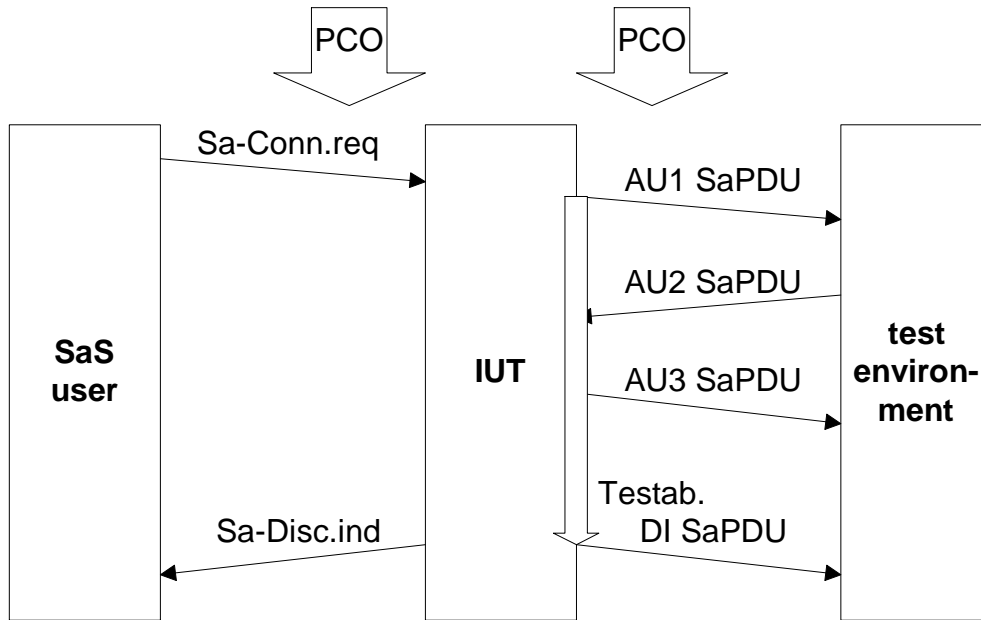 PCO
PCO
Sa-Conn.req
AU1 SaPDU
AU2 SaPDU
SaS
user
IUT
test
environ-
ment
AU3 SaPDU
Testab.
Sa-Disc.ind
DI SaPDU